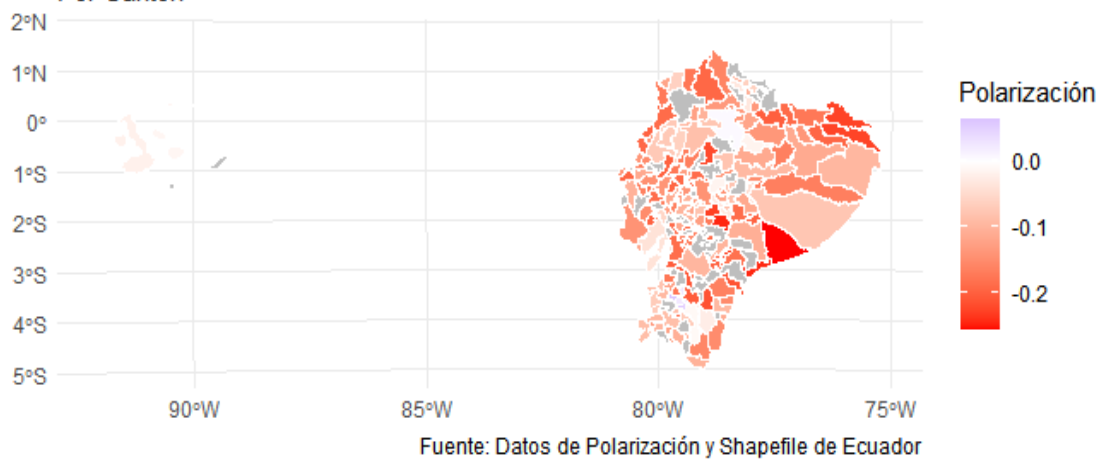 2°N
1°N
0°
1°S
2°S
3°S
4°S
5°S
90°W 85°W 80°W 75°W
Polarización
0.0
-0.1
-0.2
Fuente: Datos de Polarización y Shapefile de Ecuador